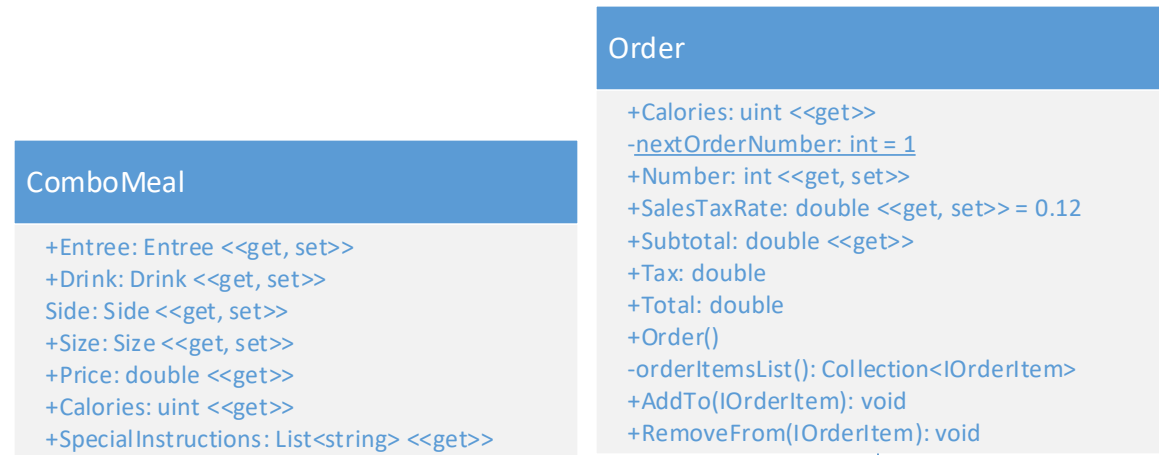 ComboMeal
+Entree: Entree <<get, set>>
+Drink: Drink <<get, set>>
Side: Side <<get, set>>
+Size: Size <<get, set>>
+Price: double <<get>>
+Calories: uint <<get>>
+SpecialInstructions: List<string> <<get>>
Order
+Calories: uint <<get>>
-nextOrderNumber: int = 1
+Number: int <<get, set>>
+SalesTaxRate: double <<get, set>> = 0.12
+Subtotal: double <<get>>
+Tax: double
+Total: double
+Order()
-orderItemsList(): Collection<IOrderItem>
+AddTo(IOrderItem): void
+RemoveFrom(IOrderItem): void